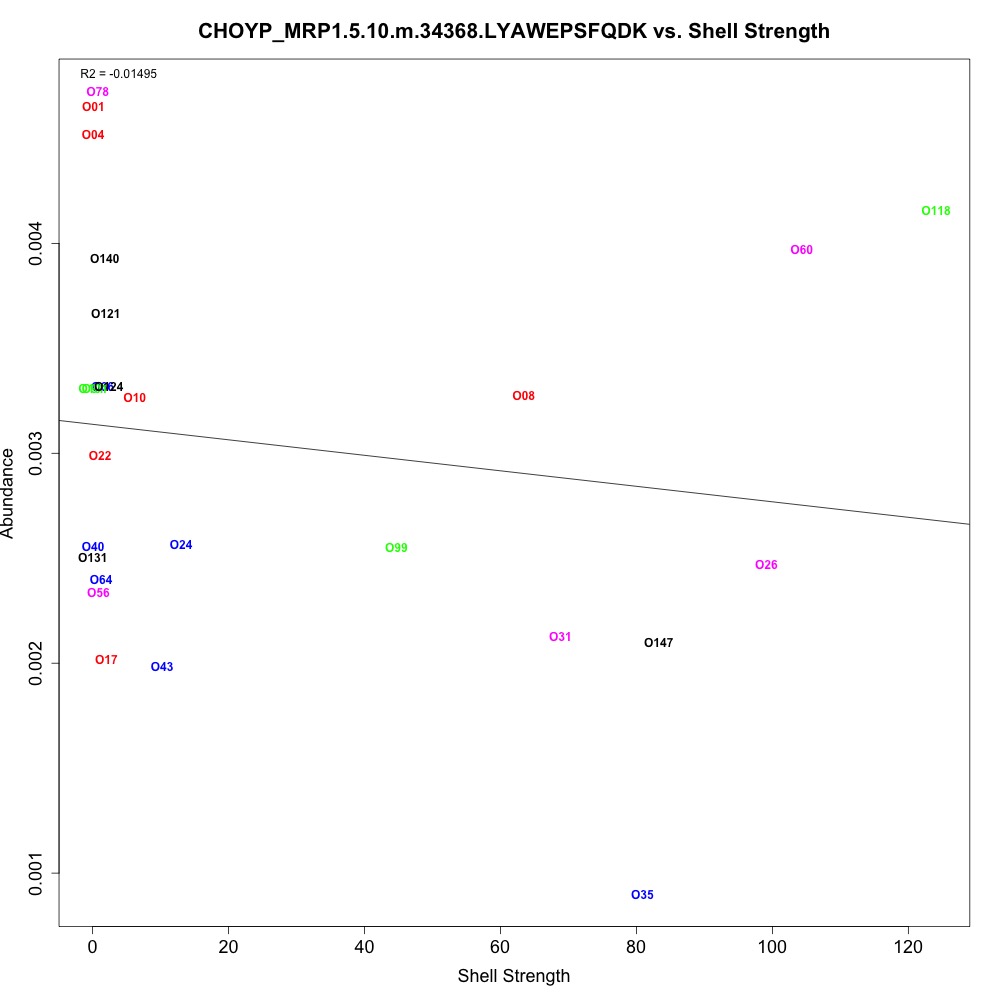 CHOYP_MRP1.5.10.m.34368.LYAWEPSFQDK vs. Shell Strength
R2 = -0.01495
O78
O01
O04
O118
0.004
O60
O140
O121
O124
O10
O08
0.003
O22
Abundance
O40
O24
O99
O131
O26
O64
O56
O31
O147
O17
0.002
O43
0.001
O35
0 20 40 60 80 100 120
Shell Strength